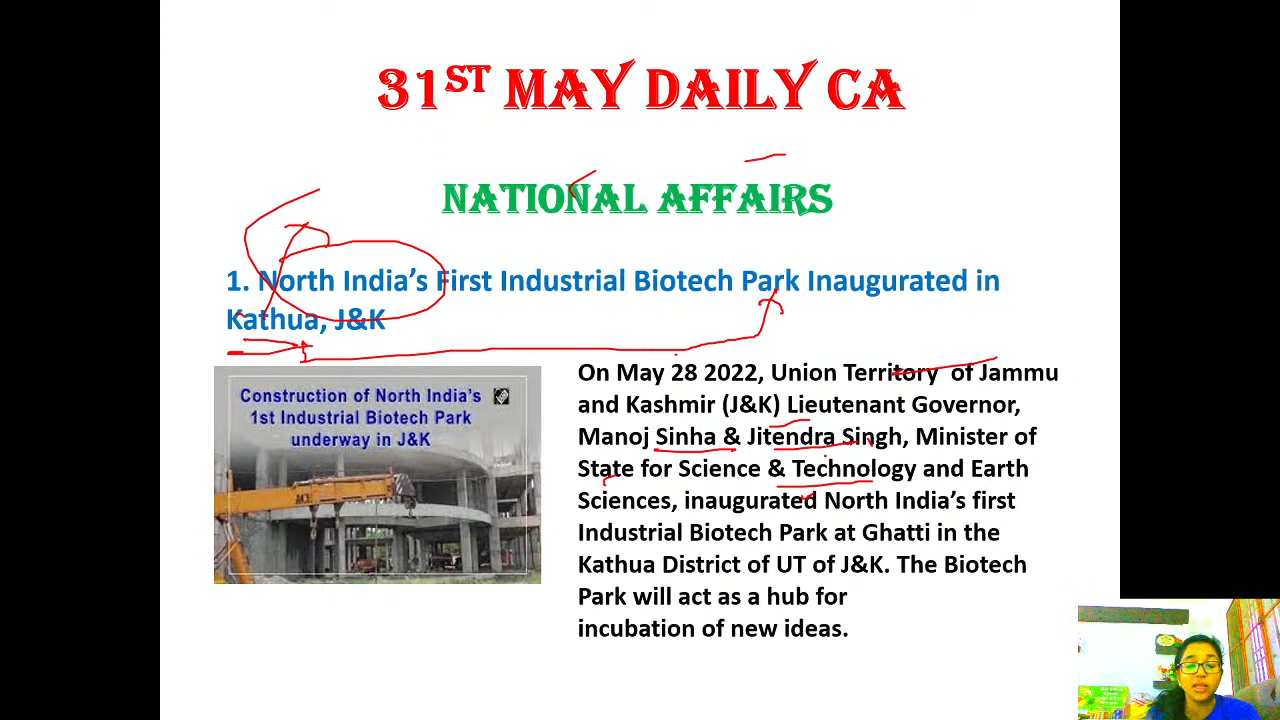 31ST MAY DAILY CA
NATIONAL AFFAIRS
1. North India's First Industrial Biotech Park Inaugurated in
Kathua, J&K
Construction of North India's
1st Industrial Biotech Park
underway in J&K
On May 28 2022, Union Territory of Jammu
and Kashmir (J&K) Lieutenant Governor,
Manoj Sinha & Jitendra Singh, Minister of
State for Science & Technology and Earth
Sciences, inaugurated North India's first
Industrial Biotech Park at Ghatti in the
Kathua District of UT of J&K. The Biotech
Park will act as a hub for
incubation of new ideas.